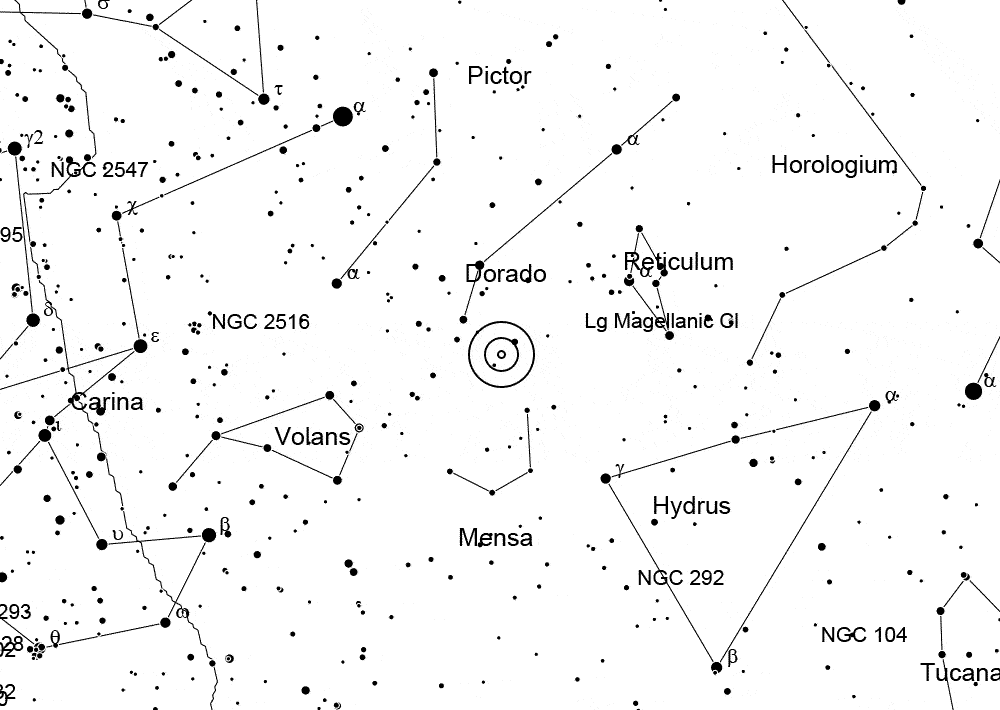 σ
Pictor
τ
α
γ2
α
NGC 2547
Horologium
χ
95
Reticulum
α
Dorado
α
δ
NGC 2516
Lg Magellanic Cl
ε
α
α
Carina
ι
Volans
γ
Hydrus
β
υ
Mensa
NGC 292
293
ω
θ
NGC 104
28
β
Tucana